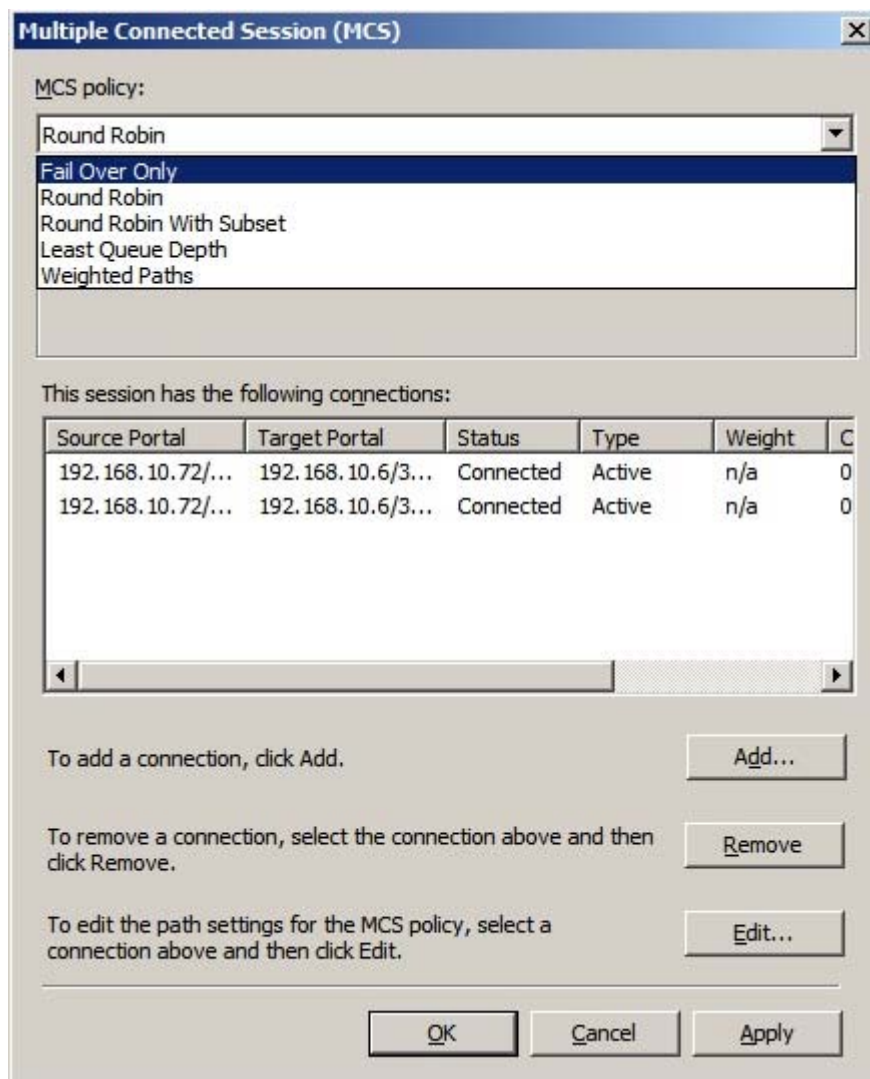 Multiple Connected Session (MCS)
MCS policy:
Round Robin
Fail Over Only
Round Robin
Round Robin With Subset
Least Queue Depth
Weighted Paths
This session has the following connections:
Source Portal Target Portal Status Type Weight C
192.168.10.72/... 192.168.10.6/3... Connected Active n/a 0
192.168.10.72/... 192.168.10.6/3... Connected Active n/a 0
To add a connection, click Add.
Add...
To remove a connection, select the connection above and then
click Remove.
Remove
To edit the path settings for the MCS policy, select a
connection above and then click Edit.
Edit...
OK Cancel Apply